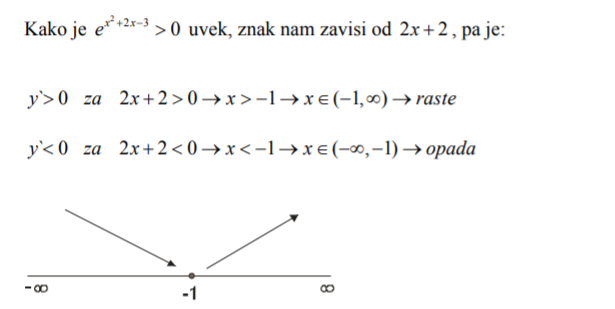 Kako je e^{x²+2x−3} > 0 uvek, znak nam zavisi od 2x+2, pa je:
y`>0 za 2x+2>0→x>−1→x∈(−1,∞)→raste
y`<0 za 2x+2<0→x<−1→x∈(−∞,−1)→opada
-∞ -1 ∞